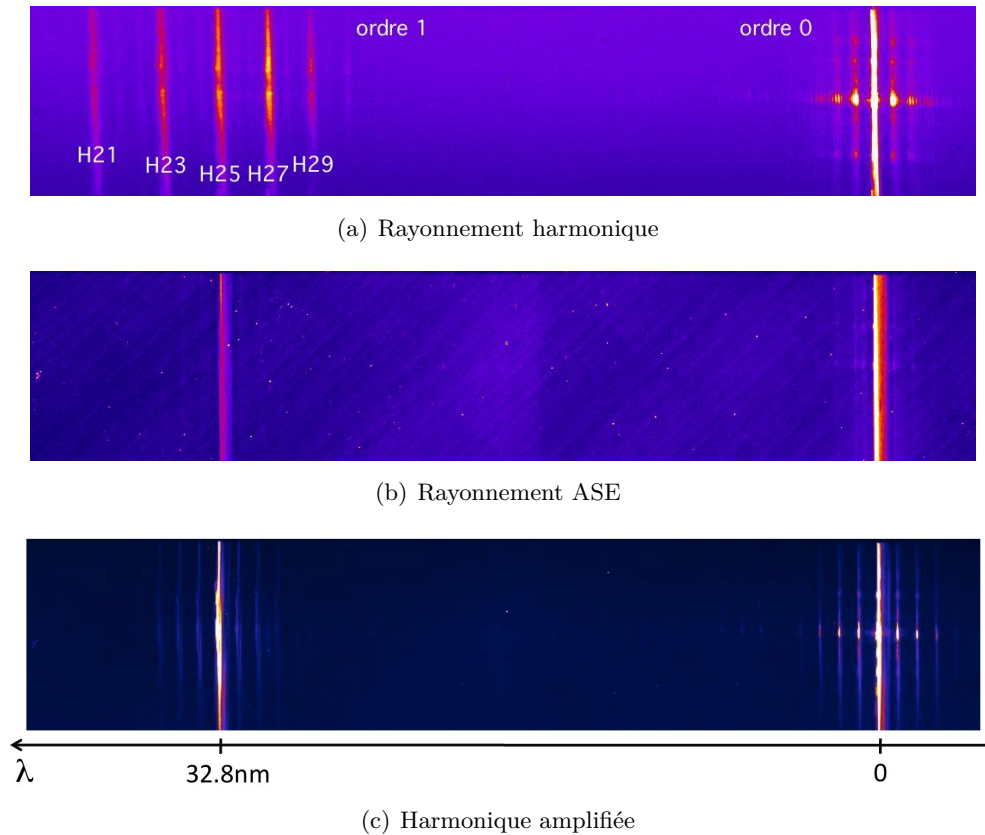 ordre 1
ordre 0
H21
H23
H25
H27
H29
(a) Rayonnement harmonique
(b) Rayonnement ASE
λ
32.8nm
0
(c) Harmonique amplifiée